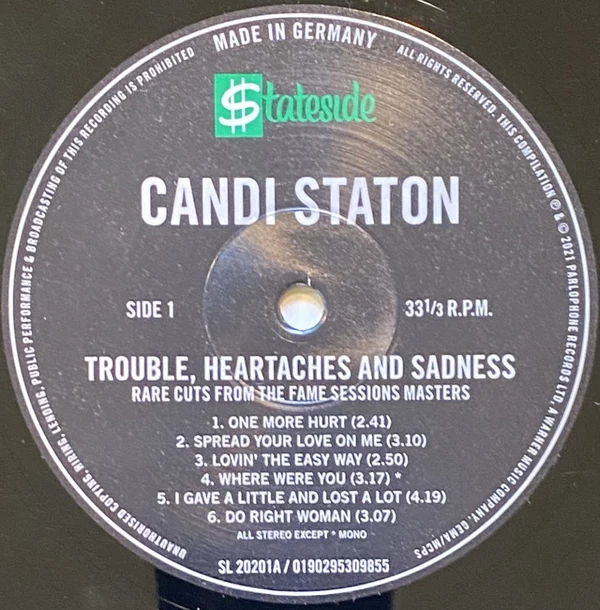 MADE IN GERMANY
ALL RIGHTS RESERVED. THIS COMPILATION ℗ & © 2021 PARLOPHONE RECORDS LTD, A WARNER MUSIC COMPANY. GEMA/MCPS
UNAUTHORISED COPYING, HIRING, LENDING, PUBLIC PERFORMANCE & BROADCASTING OF THIS RECORDING IS PROHIBITED
$tateside
CANDI STATON
SIDE 1
33 1/3 R.P.M.
TROUBLE, HEARTACHES AND SADNESS
RARE CUTS FROM THE FAME SESSIONS MASTERS
1. ONE MORE HURT (2.41)
2. SPREAD YOUR LOVE ON ME (3.10)
3. LOVIN' THE EASY WAY (2.50)
4. WHERE WERE YOU (3.17) *
5. I GAVE A LITTLE AND LOST A LOT (4.19)
6. DO RIGHT WOMAN (3.07)
ALL STEREO EXCEPT * MONO
SL 20201A / 0190295309855